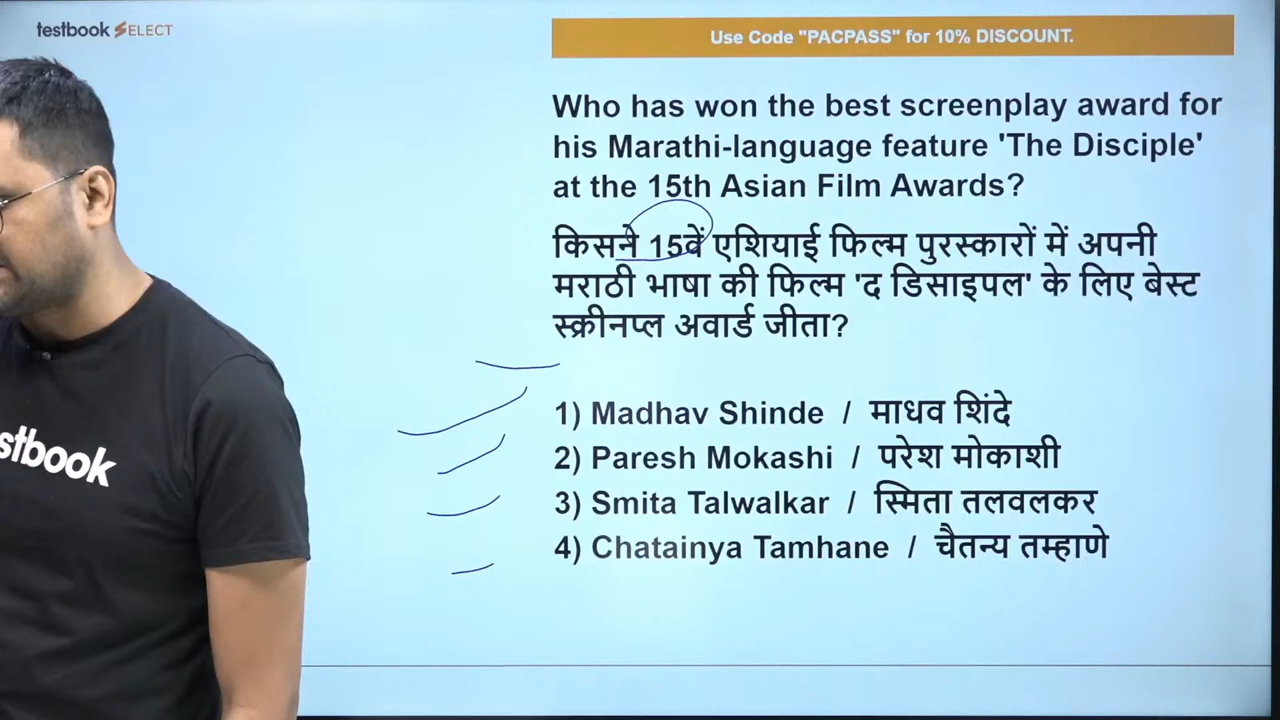 testbook SELECT
Use Code "PACPASS" for 10% DISCOUNT.
Who has won the best screenplay award for
his Marathi-language feature 'The Disciple'
at the 15th Asian Film Awards?
किसने 15वें एशियाई फिल्म पुरस्कारों में अपनी
मराठी भाषा की फिल्म 'द डिसाइपल' के लिए बेस्ट
स्क्रीनप्ल अवार्ड जीता?
1) Madhav Shinde / माधव शिंदे
2) Paresh Mokashi / परेश मोकाशी
stbook
3) Smita Talwalkar / स्मिता तलवलकर
4) Chatainya Tamhane / चैतन्य तम्हाणे